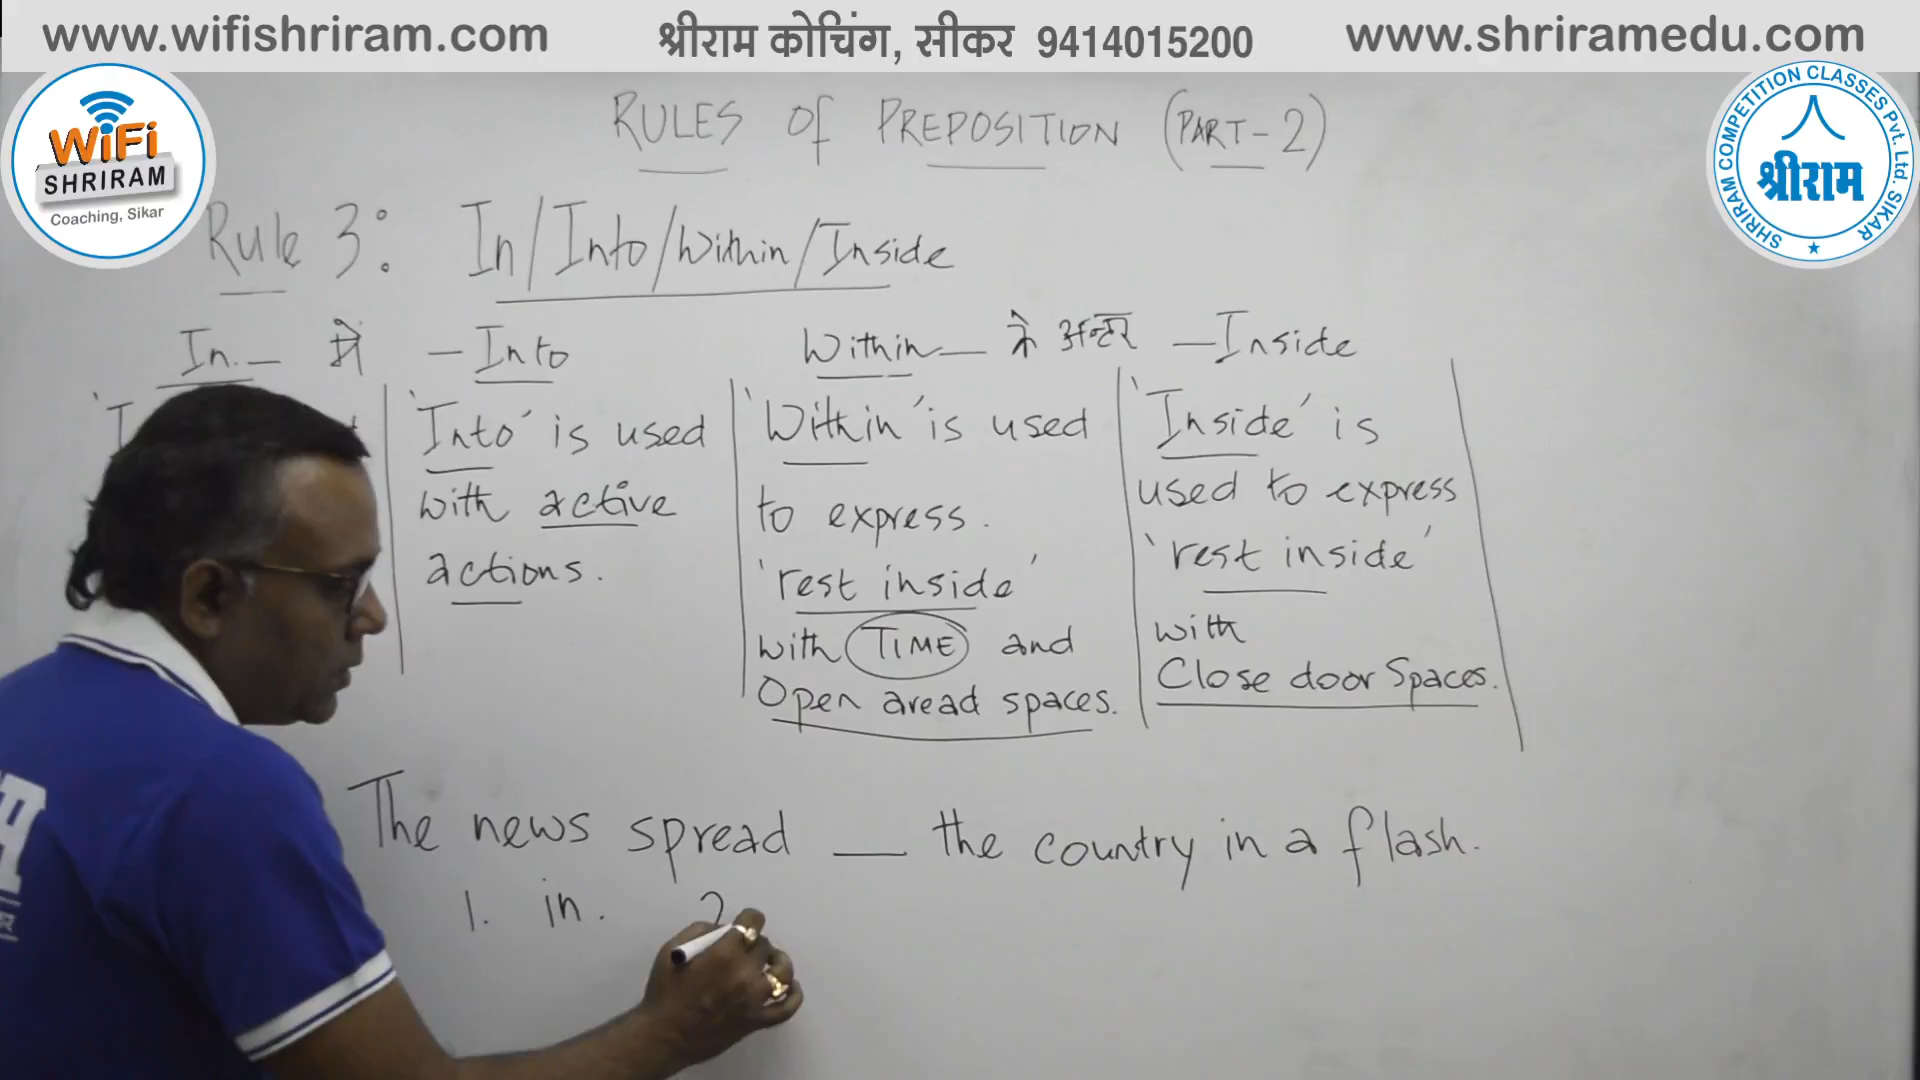 www.wifishriram.com
श्रीराम कोचिंग, सीकर 9414015200
www.shriramedu.com
WiFi
SHRIRAM
Coaching, Sikar
SHRIRAM COMPETITION CLASSES Pvt. Ltd. SIKAR
श्रीराम
RULES Of PREPOSITION (PART-2)
Rule 3: In/Into/Within/Inside
In - में - Into
Within - के अन्दर - Inside
'Into' is used
with active
actions.
'Within' is used
to express.
'rest inside'
with TIME and
Open aread spaces.
'Inside' is
used to express
'rest inside'
with
Close door Spaces.
The news spread __ the country in a flash.
1. in. 2